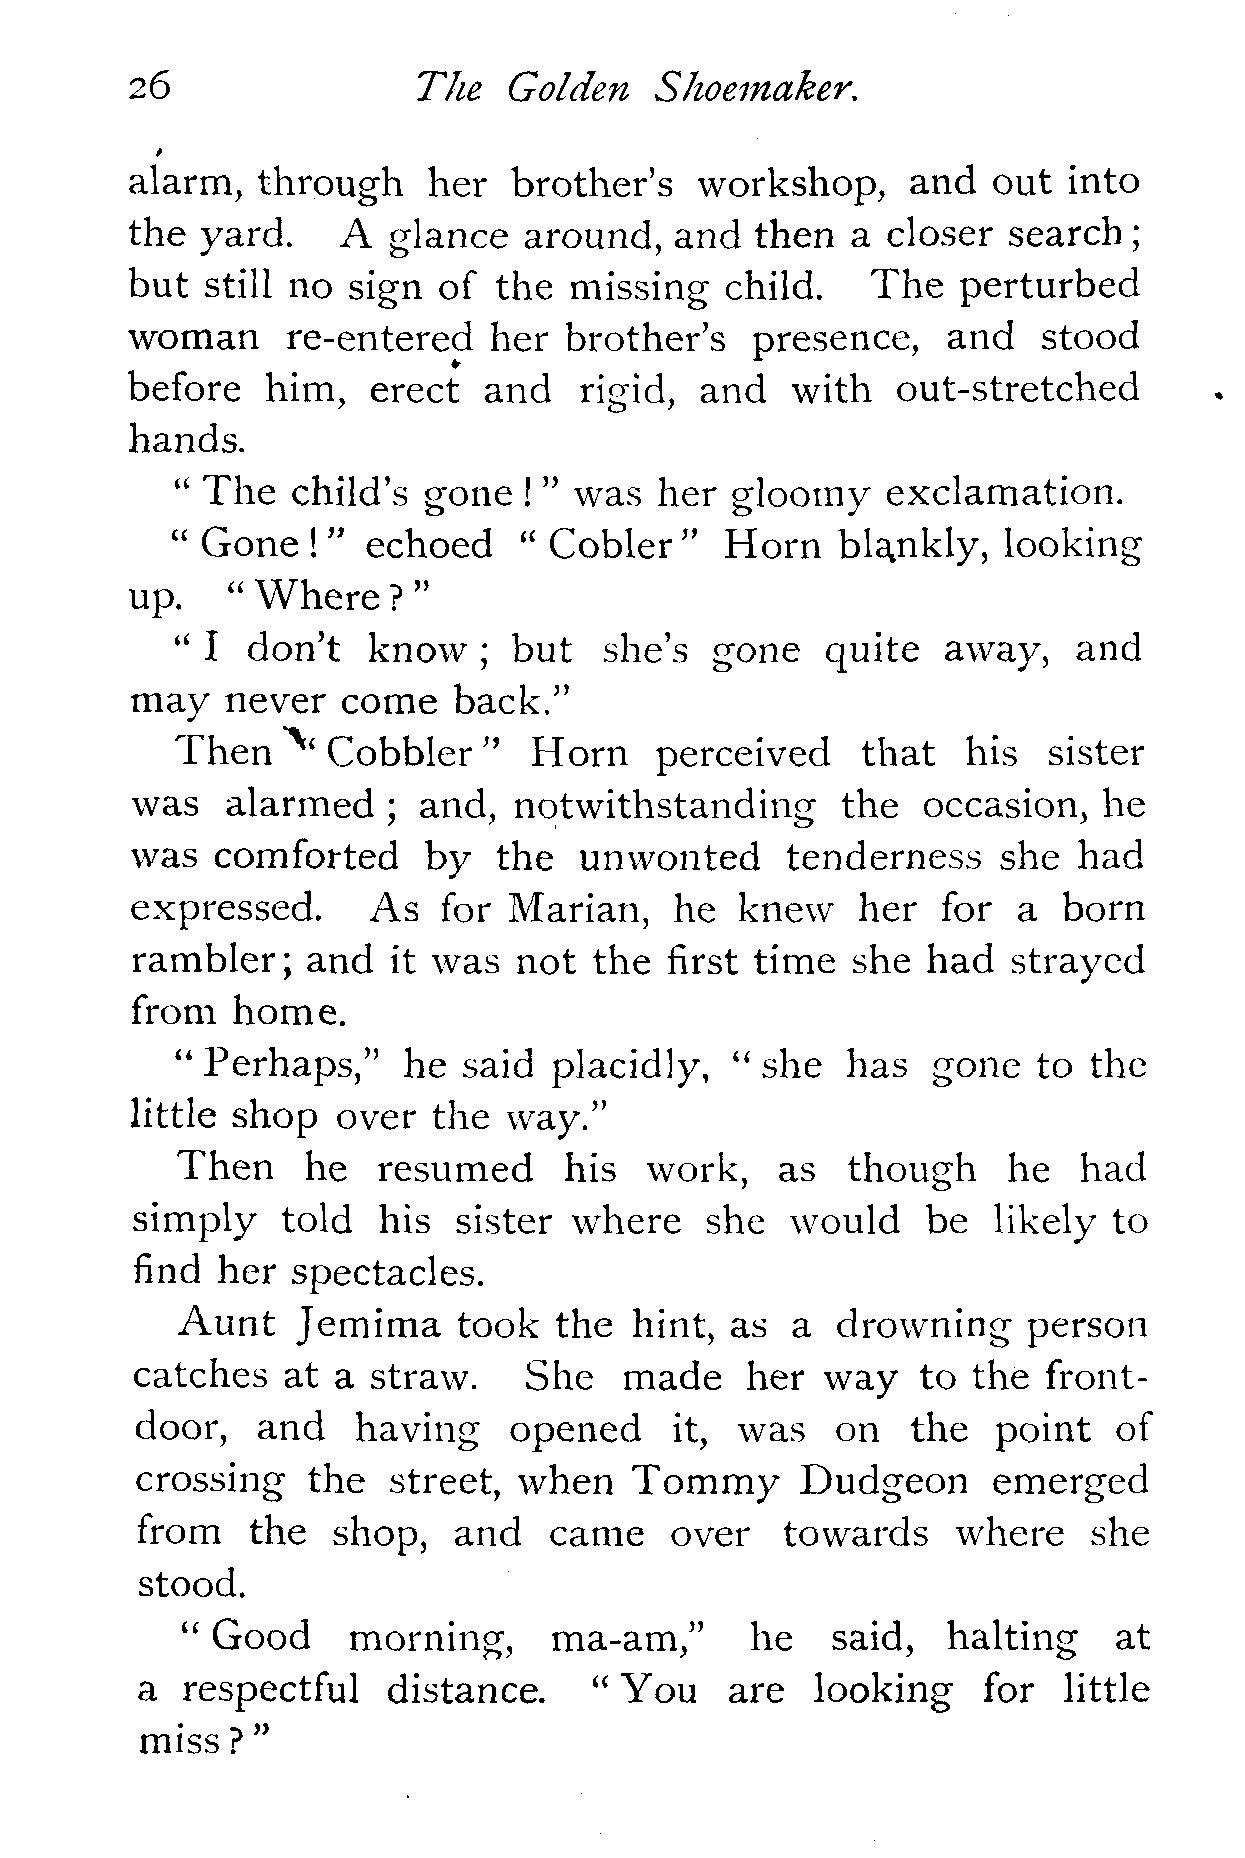 26 The Golden Shoemaker.
alarm, through her brother's workshop, and out into
the yard. A glance around, and then a closer search;
but still no sign of the missing child. The perturbed
woman re-entered her brother's presence, and stood
before him, erect and rigid, and with out-stretched
hands.
" The child's gone ! " was her gloomy exclamation.
" Gone ! " echoed " Cobler " Horn blankly, looking
up. " Where ? "
" I don't know ; but she's gone quite away, and
may never come back."
Then " Cobbler " Horn perceived that his sister
was alarmed ; and, notwithstanding the occasion, he
was comforted by the unwonted tenderness she had
expressed. As for Marian, he knew her for a born
rambler; and it was not the first time she had strayed
from home.
" Perhaps," he said placidly, " she has gone to the
little shop over the way."
Then he resumed his work, as though he had
simply told his sister where she would be likely to
find her spectacles.
Aunt Jemima took the hint, as a drowning person
catches at a straw. She made her way to the front-
door, and having opened it, was on the point of
crossing the street, when Tommy Dudgeon emerged
from the shop, and came over towards where she
stood.
" Good morning, ma-am," he said, halting at
a respectful distance. " You are looking for little
miss ? "